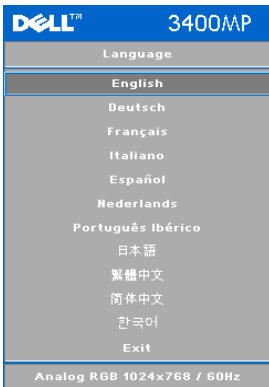 DELL™ 3400MP
Language
English
Deutsch
Français
Italiano
Español
Nederlands
Português Ibérico
日本語
繁體中文
简体中文
한국어
Exit
Analog RGB 1024x768 / 60Hz